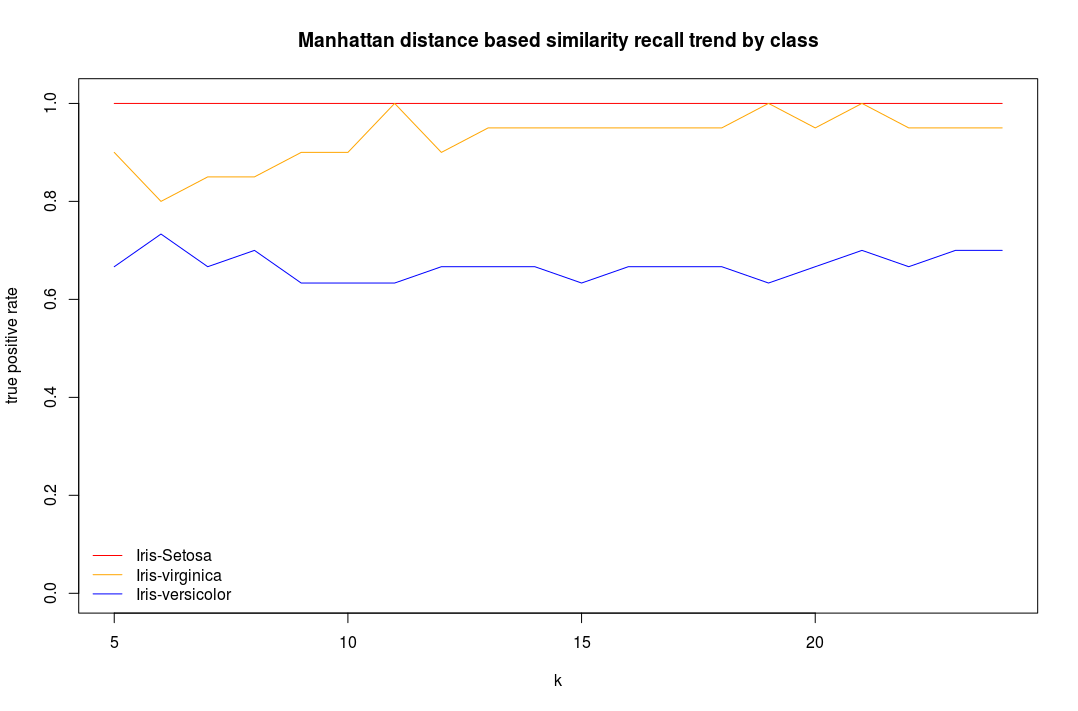 Manhattan distance based similarity recall trend by class
true positive rate
1.0
0.8
0.6
0.4
0.2
0.0
Iris-Setosa
Iris-virginica
Iris-versicolor
5 10 15 20
k